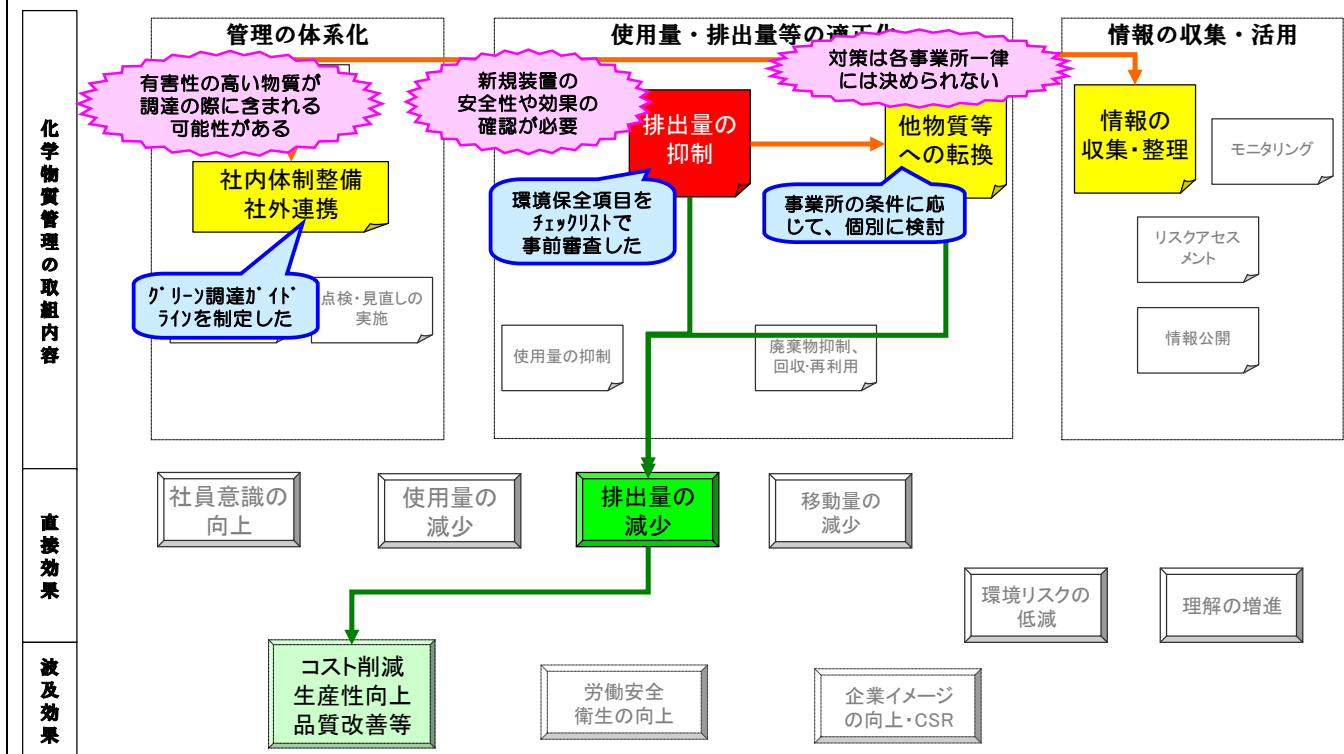 管理の体系化
使用量・排出量等の適正化
情報の収集・活用
化学物質管理の取組内容
有害性の高い物質が
調達の際に含まれる
可能性がある
新規装置の
安全性や効果の
確認が必要
対策は各事業所一律
には決められない
社内体制整備
社外連携
排出量の
抑制
他物質等
への転換
情報の
収集・整理
モニタリング
グリーン調達ガイド
ラインを制定した
環境保全項目を
チェックリストで
事前審査した
事業所の条件に応
じて、個別に検討
点検・見直しの
実施
使用量の抑制
廃棄物抑制、
回収・再利用
リスクアセス
メント
情報公開
直接効果
社員意識の
向上
使用量の
減少
排出量の
減少
移動量の
減少
環境リスクの
低減
理解の増進
波及効果
コスト削減
生産性向上
品質改善等
労働安全
衛生の向上
企業イメージ
の向上・CSR